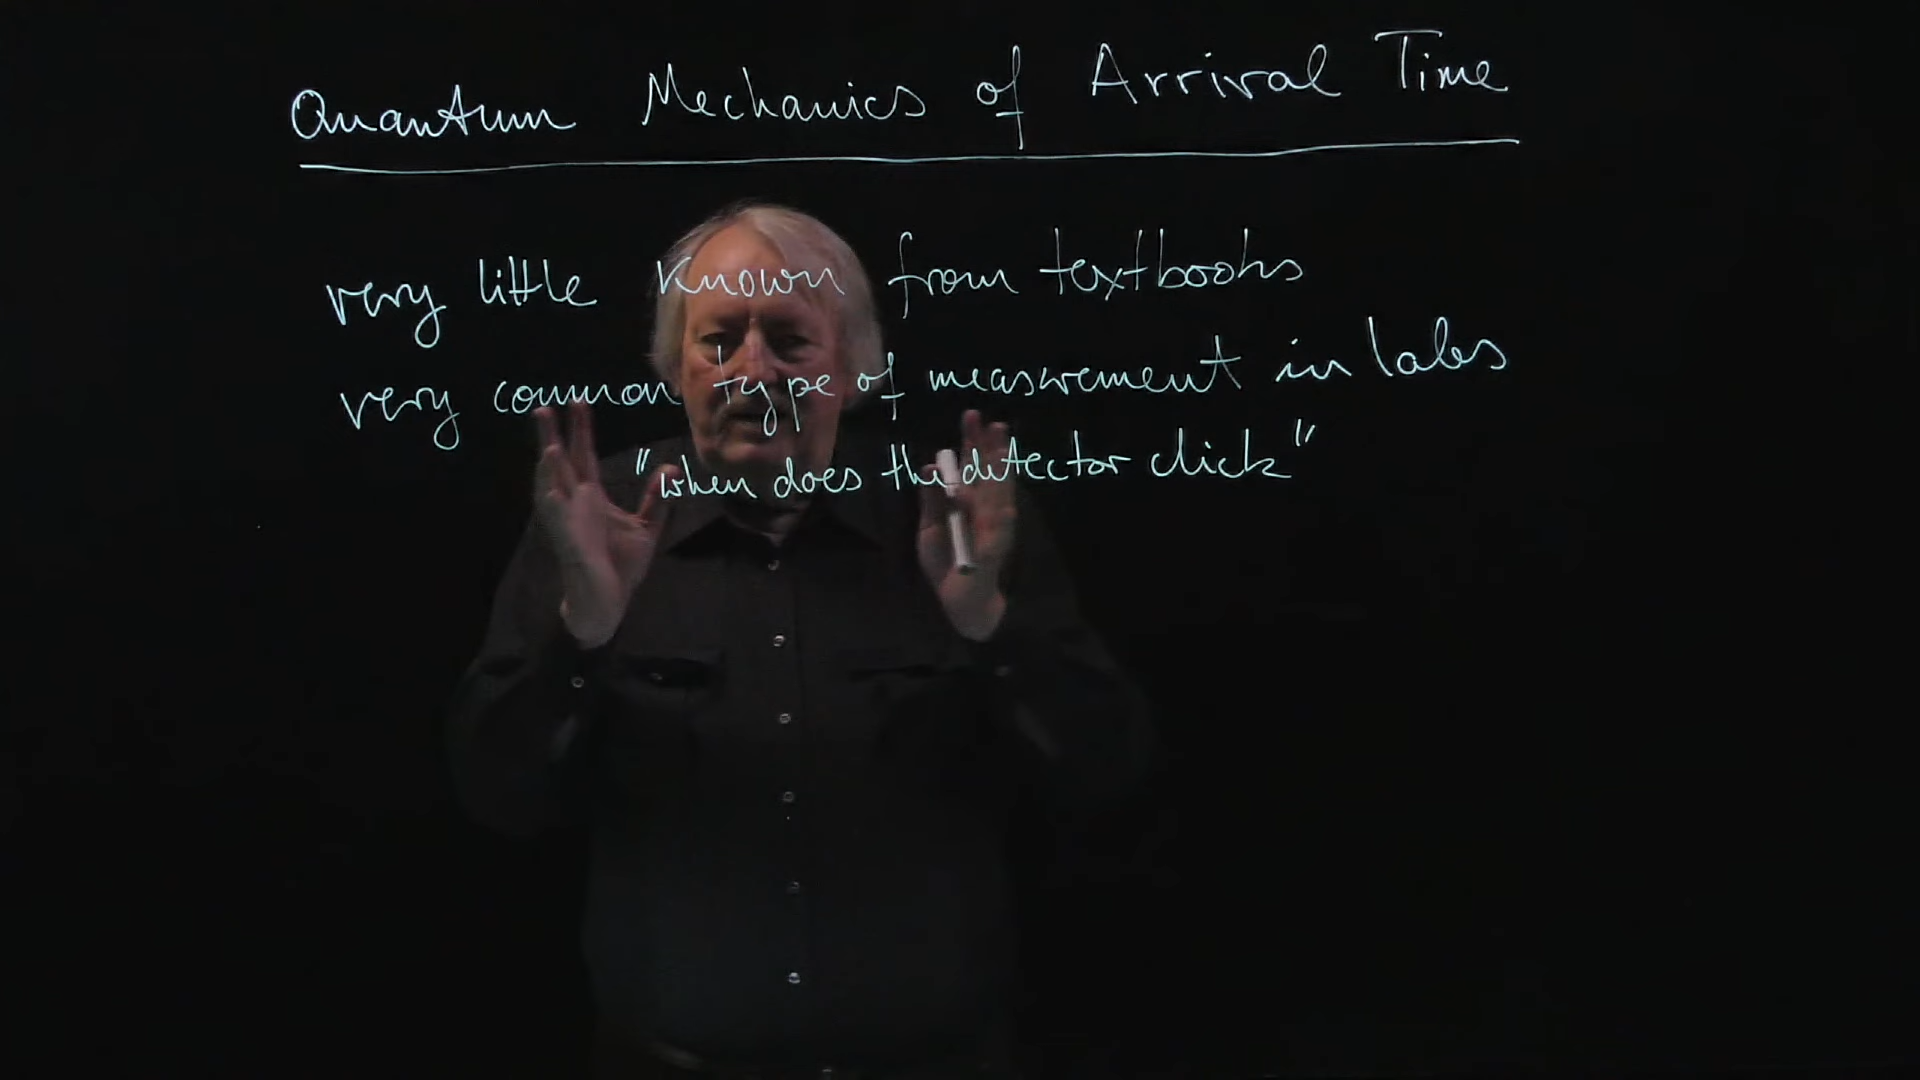 Quantum Mechanics of Arrival Time
very little known from textbooks
very common type of measurement in labs
"when does the detector click"